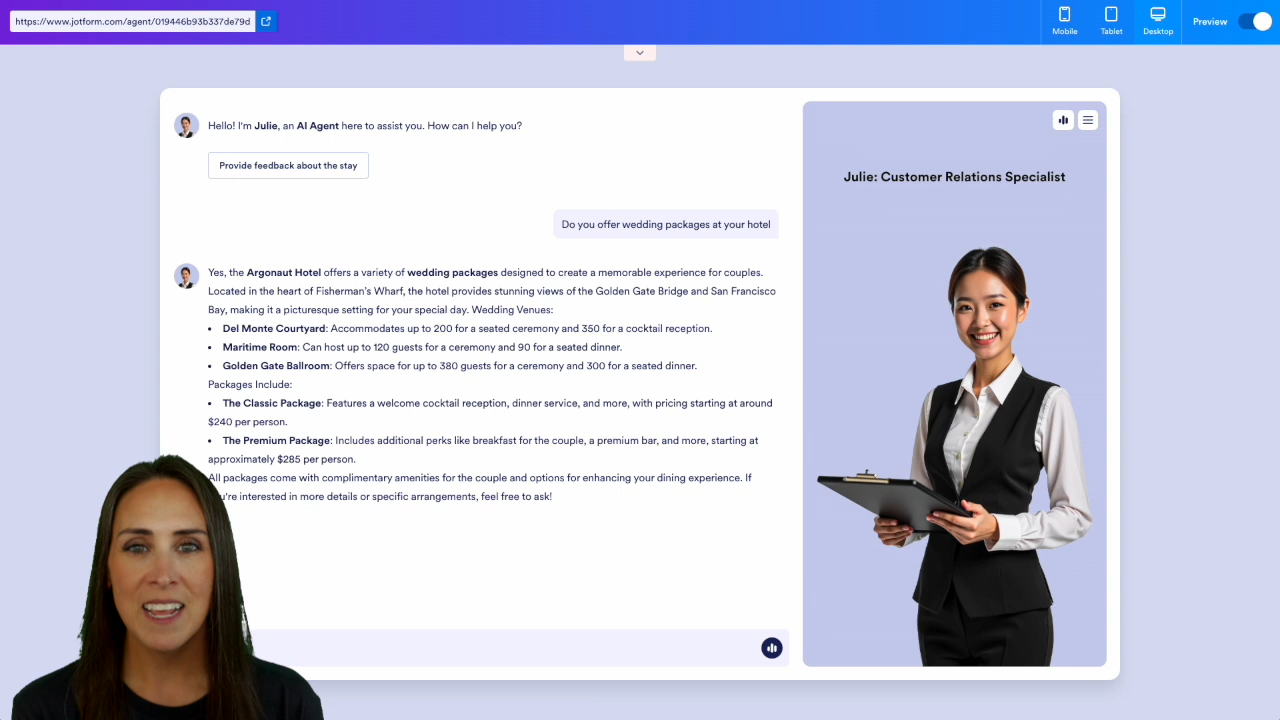 https://www.jotform.com/agent/019446b93b337de79d
Mobile
Tablet
Desktop
Preview
Hello! I'm Julie, an AI Agent here to assist you. How can I help you?
Provide feedback about the stay
Do you offer wedding packages at your hotel
Yes, the Argonaut Hotel offers a variety of wedding packages designed to create a memorable experience for couples.
Located in the heart of Fisherman's Wharf, the hotel provides stunning views of the Golden Gate Bridge and San Francisco
Bay, making it a picturesque setting for your special day. Wedding Venues:
• Del Monte Courtyard: Accommodates up to 200 for a seated ceremony and 350 for a cocktail reception.
• Maritime Room: Can host up to 120 guests for a ceremony and 90 for a seated dinner.
• Golden Gate Ballroom: Offers space for up to 380 guests for a ceremony and 300 for a seated dinner.
Packages Include:
• The Classic Package: Features a welcome cocktail reception, dinner service, and more, with pricing starting at around
$240 per person.
• The Premium Package: Includes additional perks like breakfast for the couple, a premium bar, and more, starting at
approximately $285 per person.
All packages come with complimentary amenities for the couple and options for enhancing your dining experience. If
you're interested in more details or specific arrangements, feel free to ask!
Julie: Customer Relations Specialist